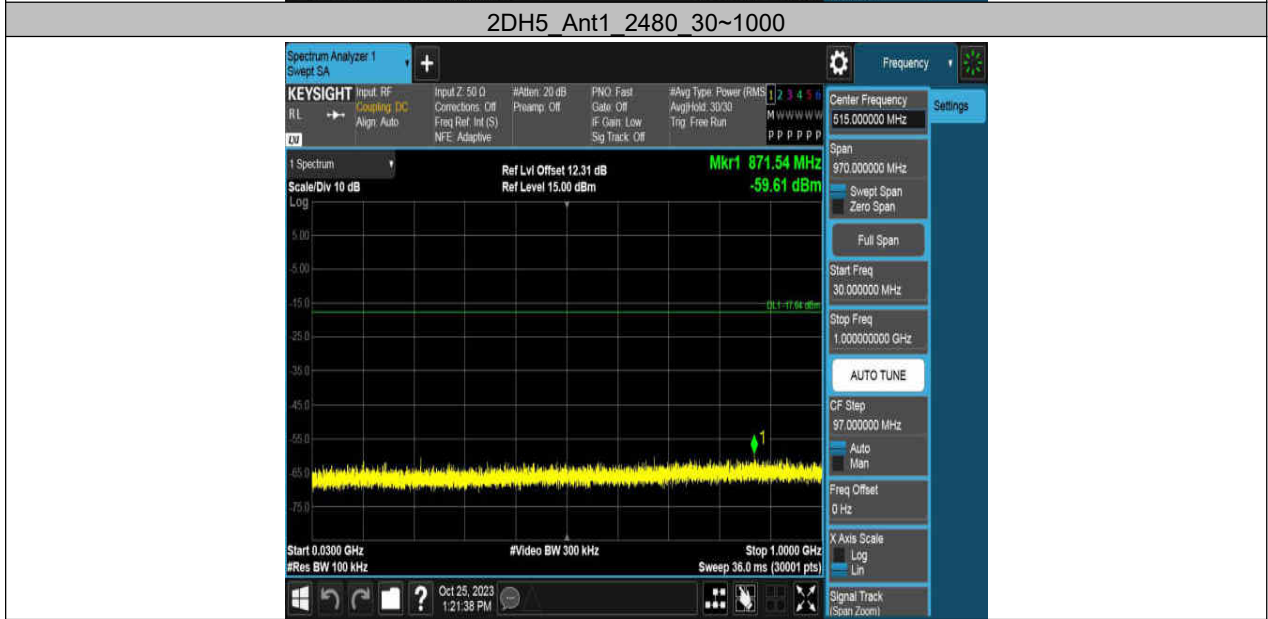 2DH5_Ant1_2480_30~1000
Spectrum Analyzer 1
Swept SA
Frequency
KEYSIGHT
RL
LXI
Input: RF
Coupling: DC
Align: Auto
Input Z: 50 Ω
Corrections: Off
Freq Ref: Int (S)
NFE: Adaptive
#Atten: 20 dB
Preamp: Off
PNO: Fast
Gate: Off
IF Gain: Low
Sig Track: Off
#Avg Type: Power (RMS
Avg|Hold: 30/30
Trig: Free Run
1 2 3 4 5 6
M W W W W W
P P P P P P
Center Frequency
515.000000 MHz
Settings
1 Spectrum
Scale/Div 10 dB
Log
Ref Lvl Offset 12.31 dB
Ref Level 15.00 dBm
Mkr1 871.54 MHz
-59.61 dBm
5.00
-5.00
-15.0
DL1 -17.64 dBm
-25.0
-35.0
-45.0
-55.0
1
-65.0
-75.0
Start 0.0300 GHz
#Res BW 100 kHz
#Video BW 300 kHz
Stop 1.0000 GHz
Sweep 36.0 ms (30001 pts)
Span
970.000000 MHz
Swept Span
Zero Span
Full Span
Start Freq
30.000000 MHz
Stop Freq
1.000000000 GHz
AUTO TUNE
CF Step
97.000000 MHz
Auto
Man
Freq Offset
0 Hz
X Axis Scale
Log
Lin
Signal Track
(Span Zoom)
?
Oct 25, 2023
1:21:38 PM